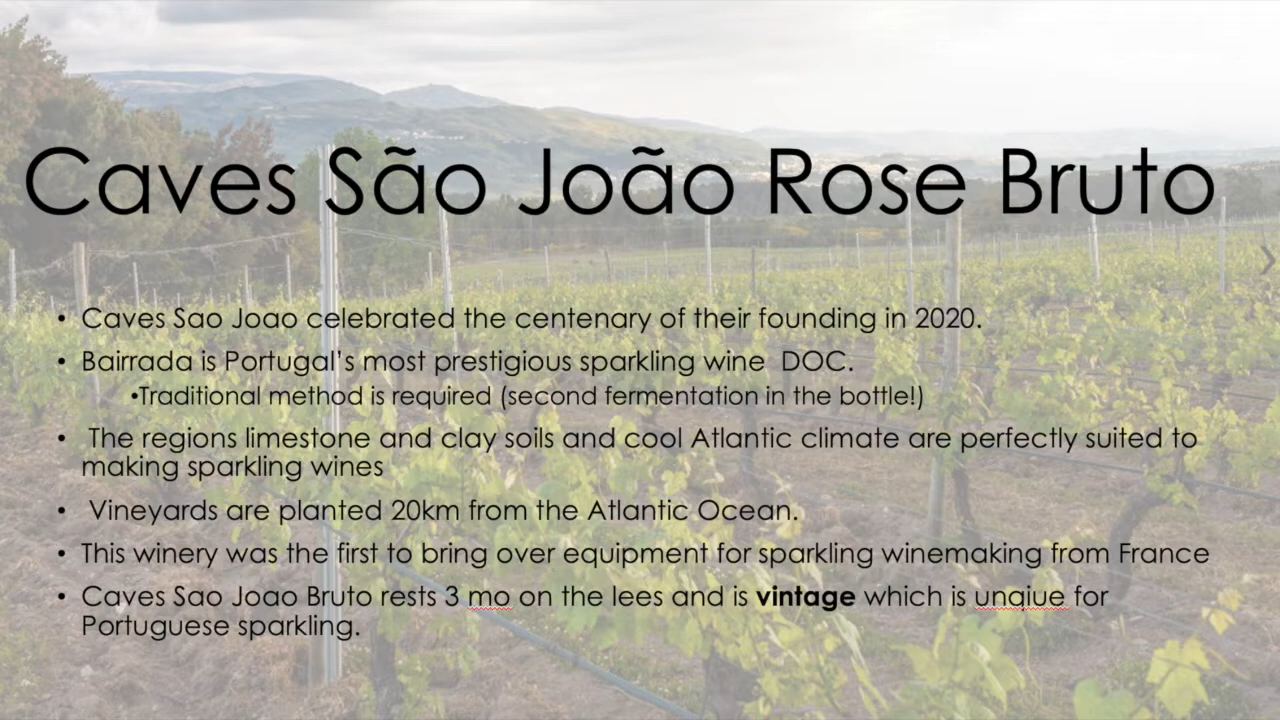 Caves São João Rose Bruto
• Caves Sao Joao celebrated the centenary of their founding in 2020.
• Bairrada is Portugal's most prestigious sparkling wine  DOC.
•Traditional method is required (second fermentation in the bottle!)
•  The regions limestone and clay soils and cool Atlantic climate are perfectly suited to
making sparkling wines
•  Vineyards are planted 20km from the Atlantic Ocean.
• This winery was the first to bring over equipment for sparkling winemaking from France
• Caves Sao Joao Bruto rests 3 mo on the lees and is vintage which is unqiue for
Portuguese sparkling.